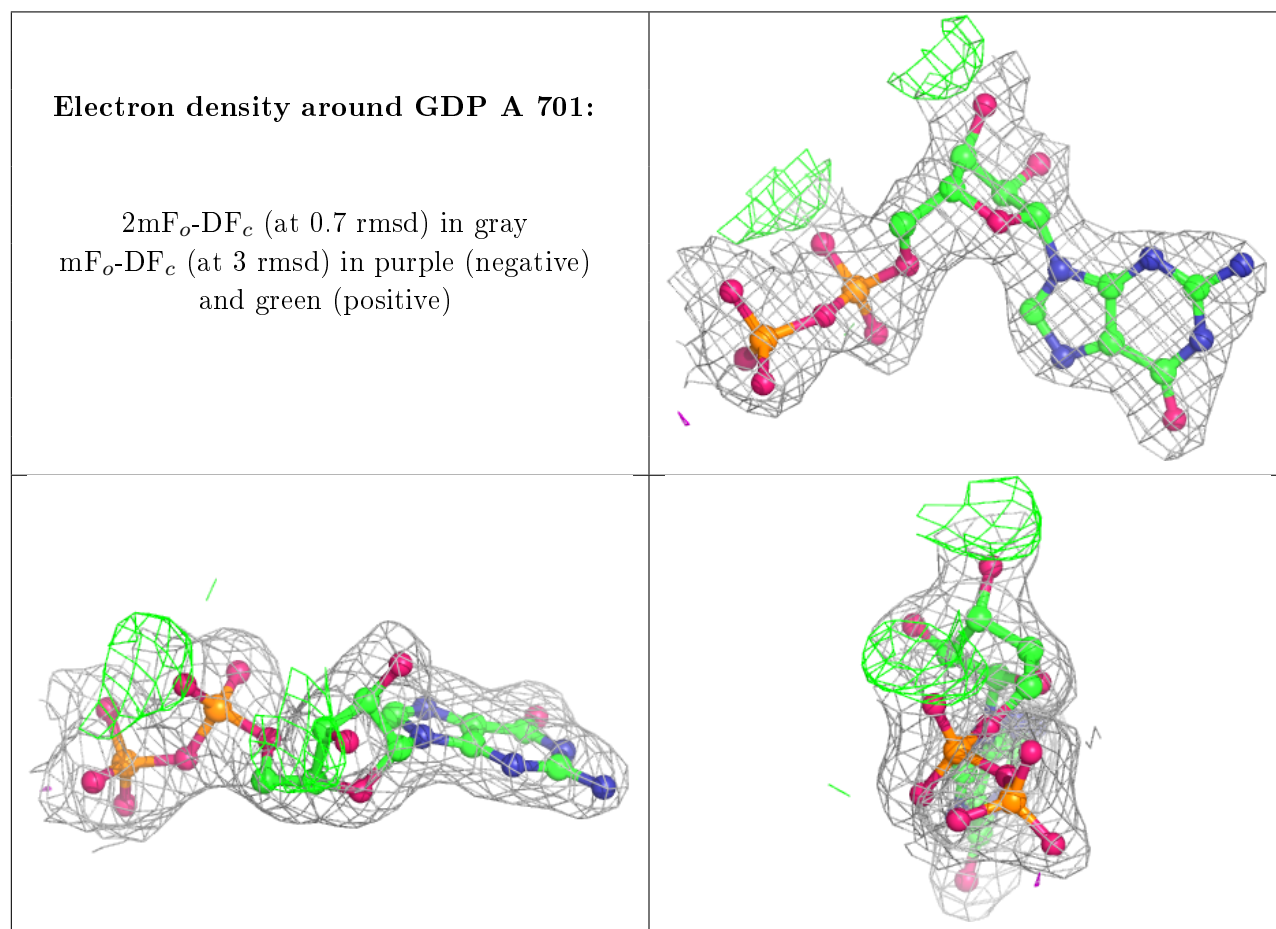 Electron density around GDP A 701:
2mFo-DFc (at 0.7 rmsd) in gray
mFo-DFc (at 3 rmsd) in purple (negative)
and green (positive)